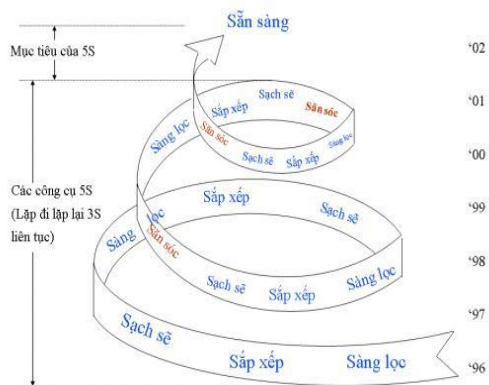 Sẵn sàng
Mục tiêu của 5S
'02
Sạch sẽ
Sắp xếp
Săn sóc
'01
Sàng lọc
Săn sóc
Sàng lọc
Sạch sẽ
Sắp xếp
'00
Các công cụ 5S
(Lặp đi lặp lại 3S
liên tục)
Sắp xếp
Sạch sẽ
'99
Sàng lọc
Săn sóc
'98
Sạch sẽ
Sắp xếp
Sàng lọc
'97
Sạch sẽ
Sắp xếp
Sàng lọc
'96